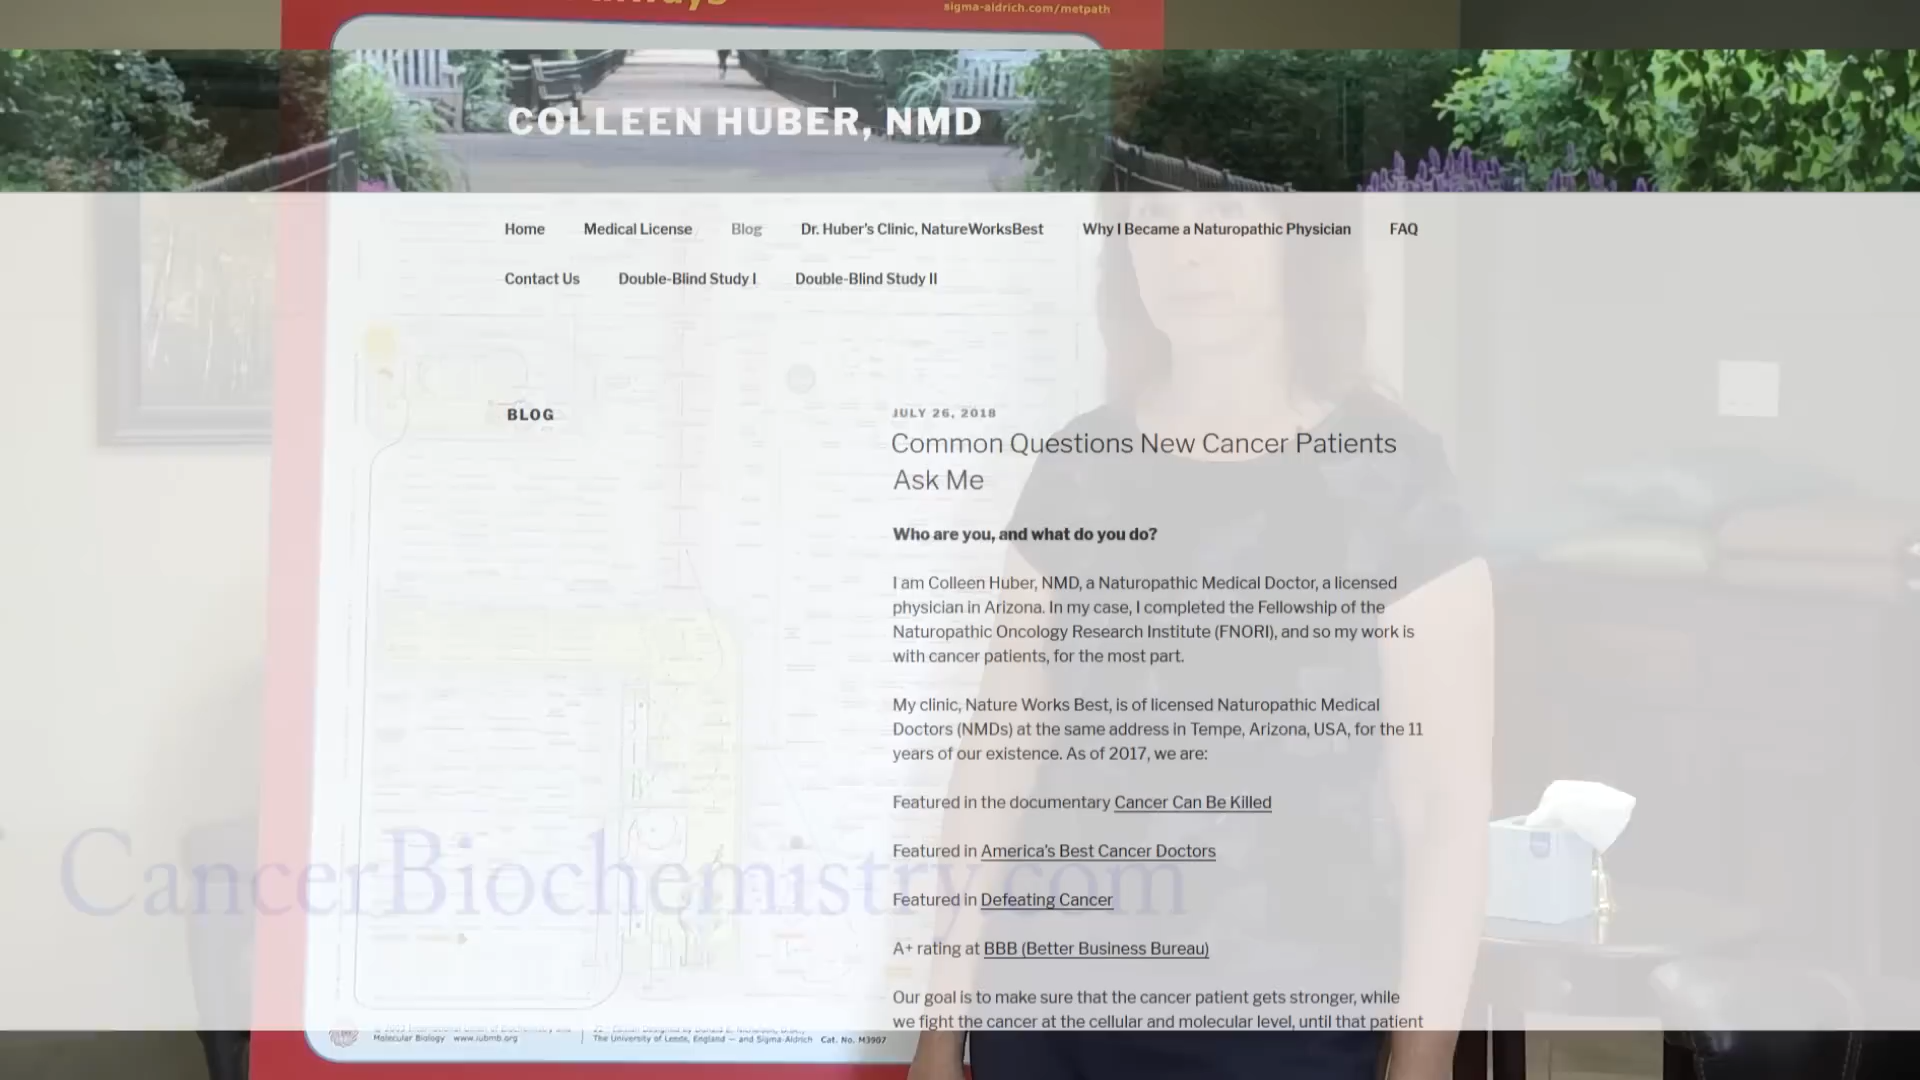 sigma-aldrich.com/metpath
COLLEEN HUBER, NMD
Home Medical License Blog Dr. Huber's Clinic, NatureWorksBest Why I Became a Naturopathic Physician FAQ
Contact Us Double-Blind Study I Double-Blind Study II
BLOG
JULY 26, 2018
Common Questions New Cancer Patients
Ask Me
Who are you, and what do you do?
I am Colleen Huber, NMD, a Naturopathic Medical Doctor, a licensed
physician in Arizona. In my case, I completed the Fellowship of the
Naturopathic Oncology Research Institute (FNORI), and so my work is
with cancer patients, for the most part.
My clinic, Nature Works Best, is of licensed Naturopathic Medical
Doctors (NMDs) at the same address in Tempe, Arizona, USA, for the 11
years of our existence. As of 2017, we are:
Featured in the documentary Cancer Can Be Killed
Featured in America's Best Cancer Doctors
CancerBiochemistry.com
Featured in Defeating Cancer
A+ rating at BBB (Better Business Bureau)
Our goal is to make sure that the cancer patient gets stronger, while
we fight the cancer at the cellular and molecular level, until that patient
Molecular Biology www.iubmb.org
The University of Leeds, England — and Sigma-Aldrich Cat. No. M3907